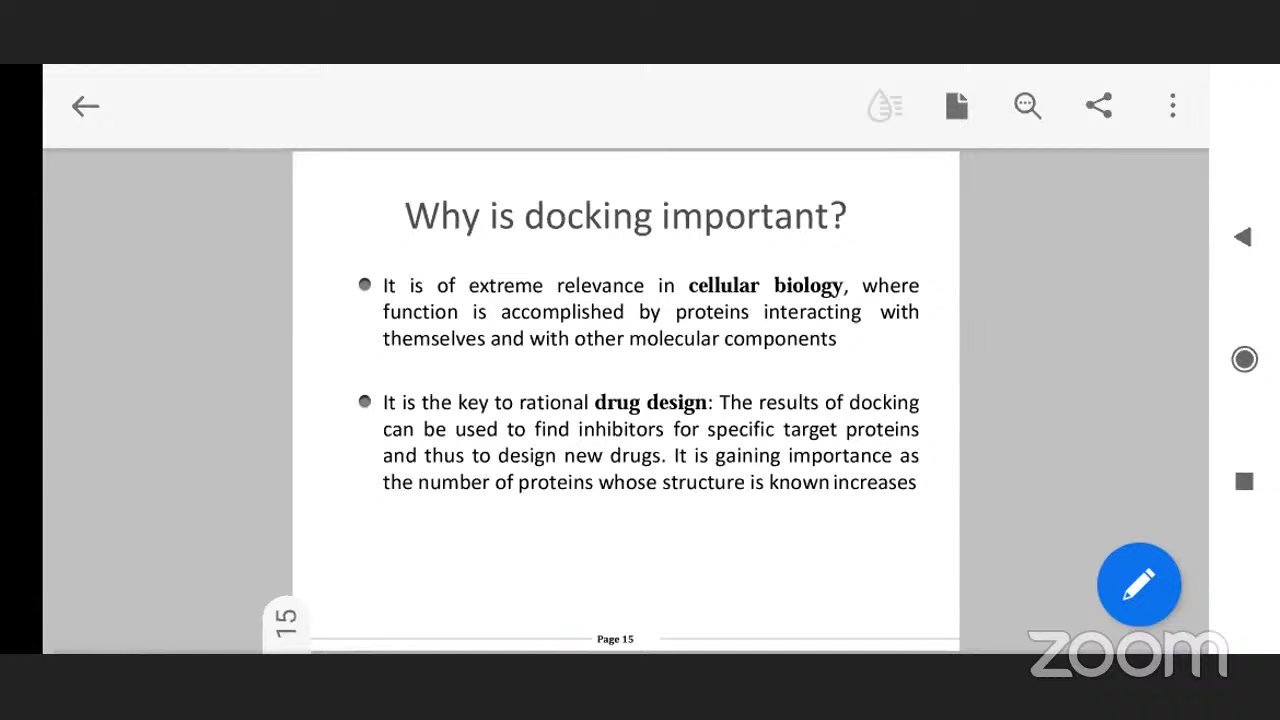 Why is docking important?
It is of extreme relevance in cellular biology, where
function is accomplished by proteins interacting with
themselves and with other molecular components
It is the key to rational drug design: The results of docking
can be used to find inhibitors for specific target proteins
and thus to design new drugs. It is gaining importance as
the number of proteins whose structure is known increases
15
Page 15
zoom